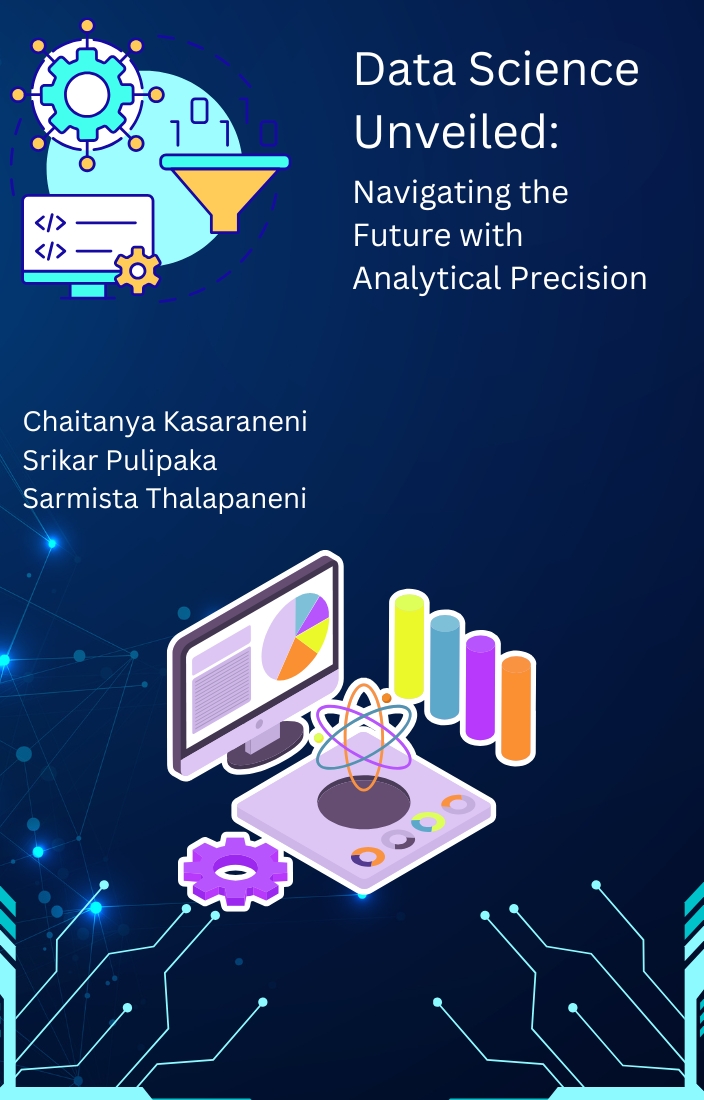 Data Science
Unveiled:
Navigating the
Future with
Analytical Precision
Chaitanya Kasaraneni
Srikar Pulipaka
Sarmista Thalapaneni